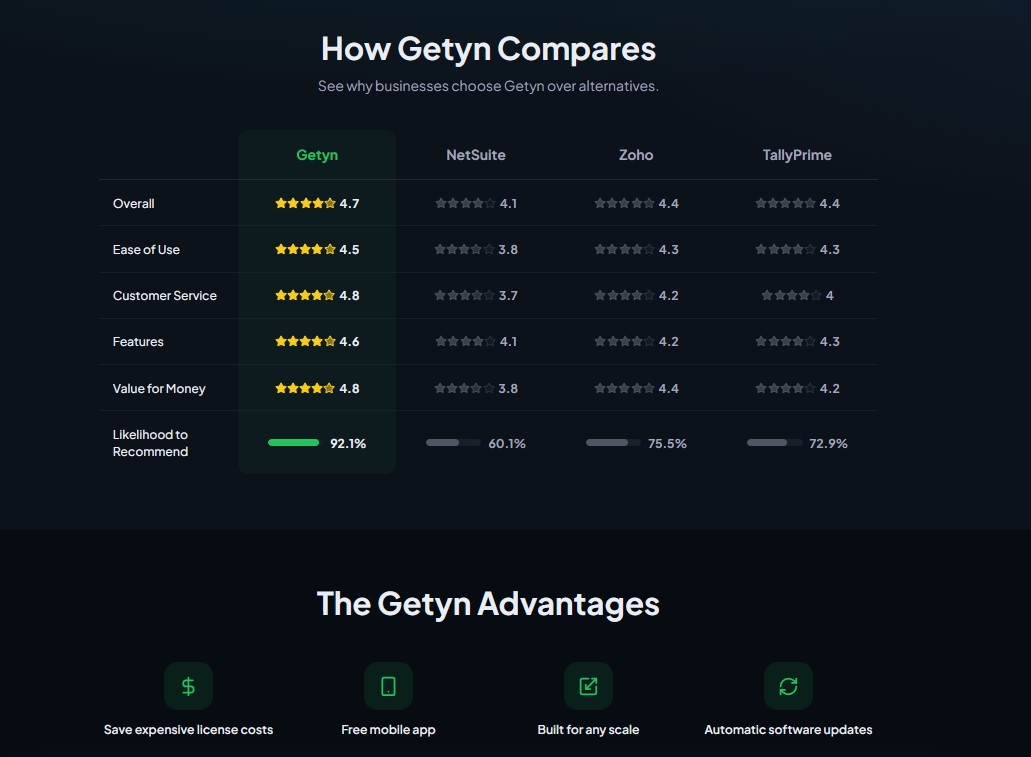 How Getyn Compares
See why businesses choose Getyn over alternatives.
Getyn NetSuite Zoho TallyPrime
Overall 4.7 4.1 4.4 4.4
Ease of Use 4.5 3.8 4.3 4.3
Customer Service 4.8 3.7 4.2 4
Features 4.6 4.1 4.2 4.3
Value for Money 4.8 3.8 4.4 4.2
Likelihood to
Recommend 92.1% 60.1% 75.5% 72.9%
The Getyn Advantages
$
Save expensive license costs Free mobile app Built for any scale Automatic software updates